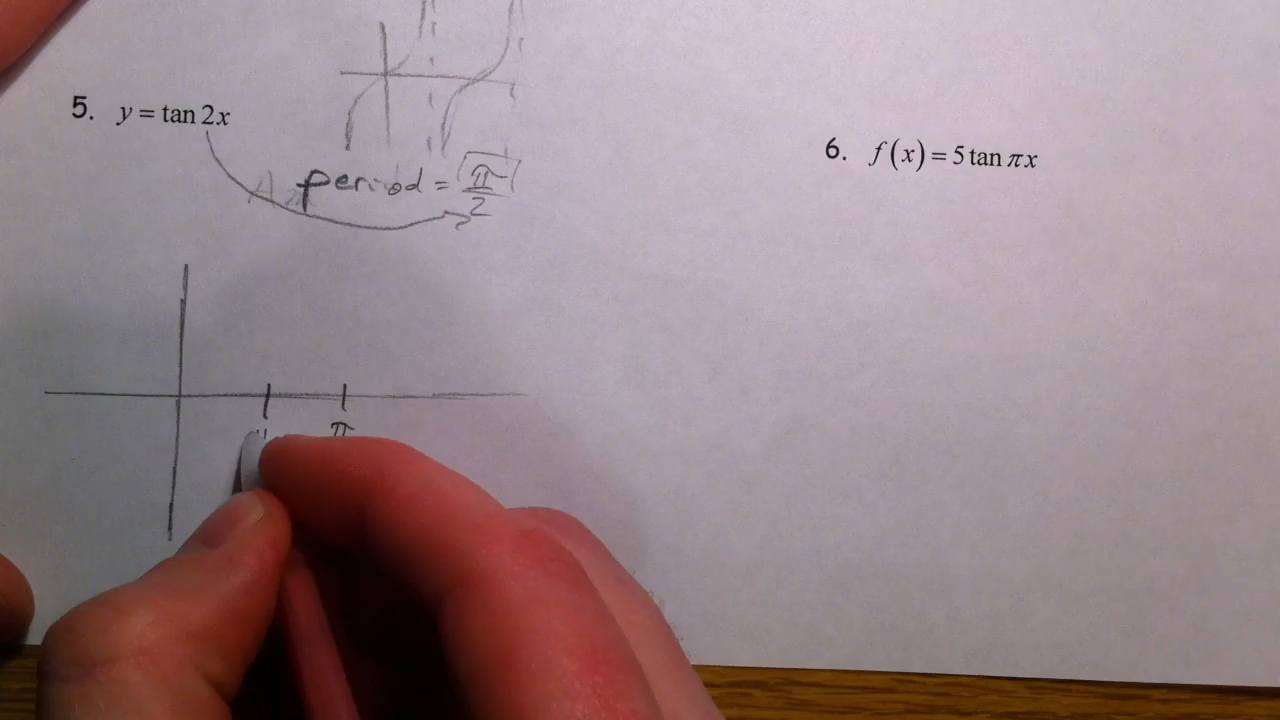 5. y = tan 2x
period = π/2
π
6. f(x) = 5 tan πx